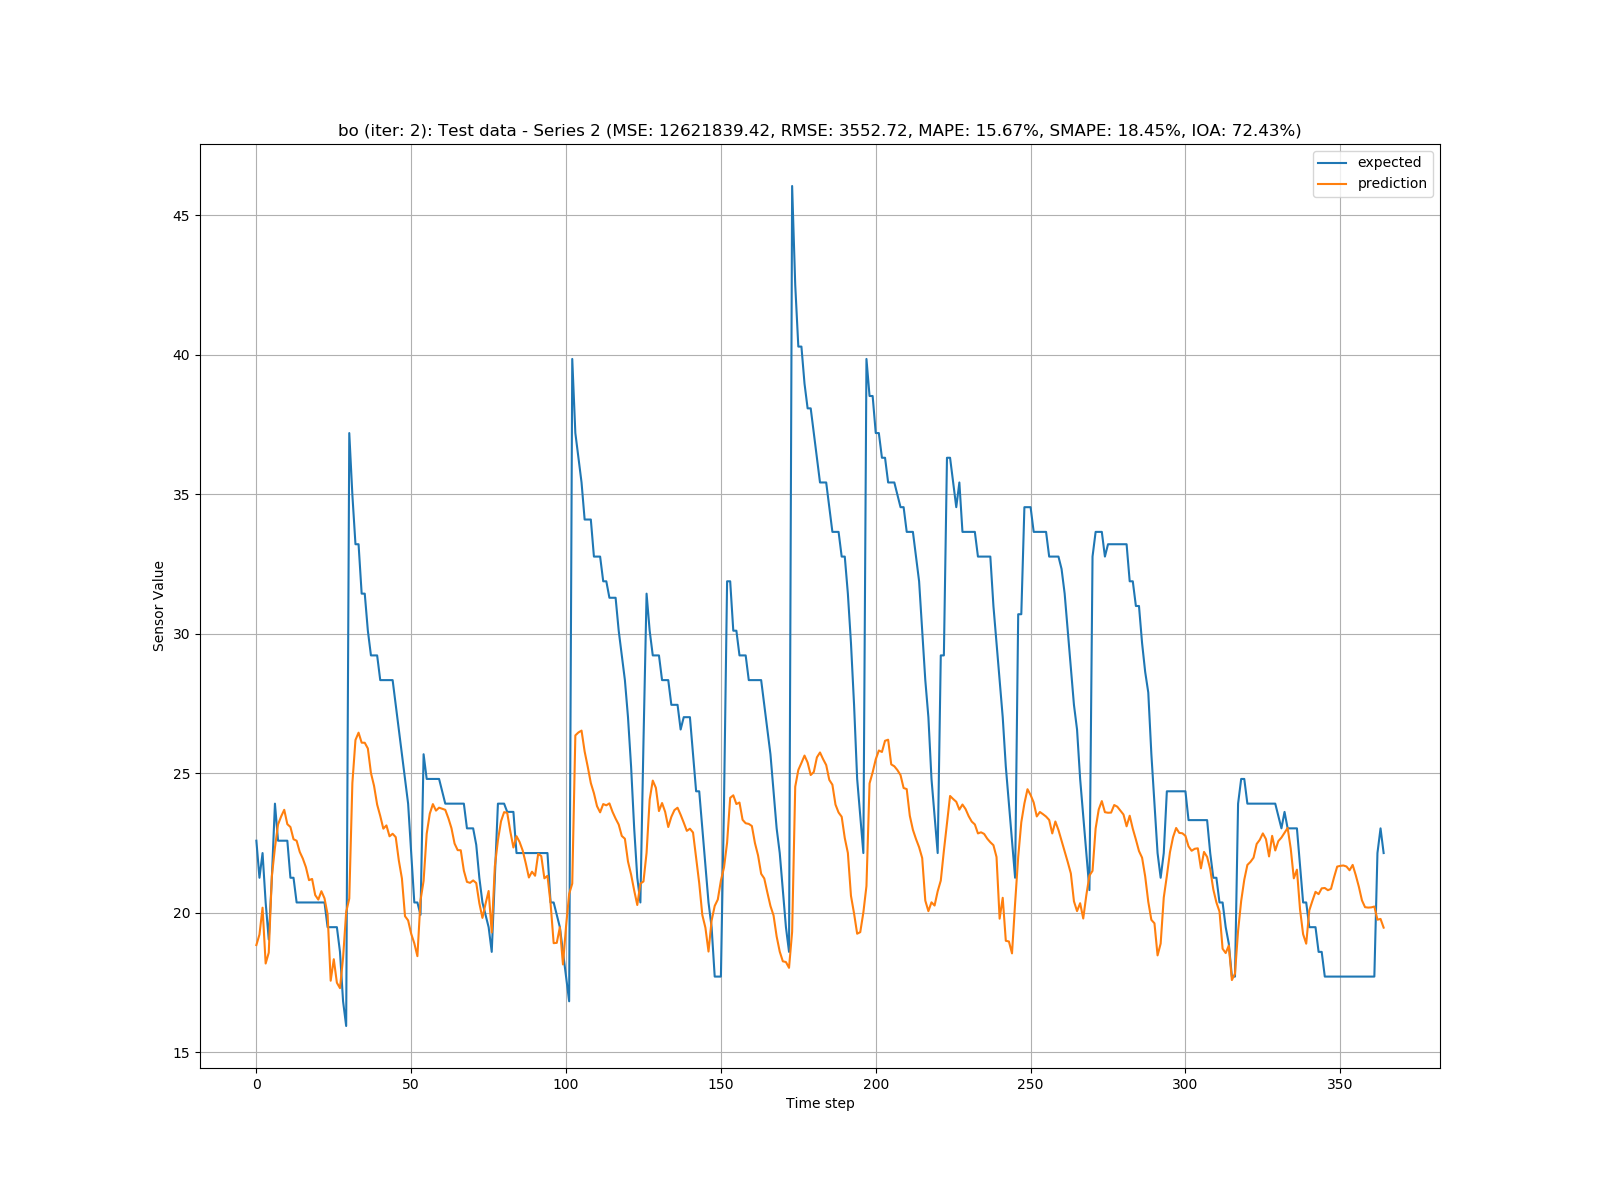 bo (iter: 2): Test data - Series 2 (MSE: 12621839.42, RMSE: 3552.72, MAPE: 15.67%, SMAPE: 18.45%, IOA: 72.43%)
expected
prediction
45
40
35
30
25
20
15
Sensor Value
0 50 100 150 200 250 300 350
Time step